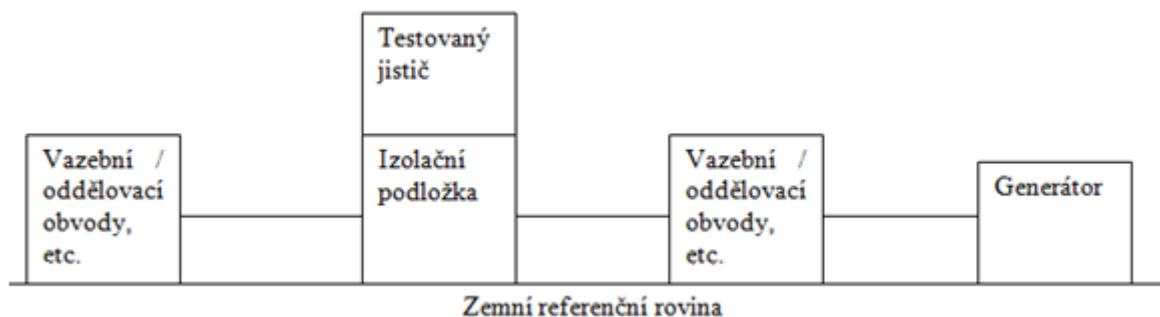 Testovaný
jistič
Vazební /
oddělovací
obvody,
etc.
Izolační
podložka
Vazební /
oddělovací
obvody,
etc.
Generátor
Zemní referenční rovina